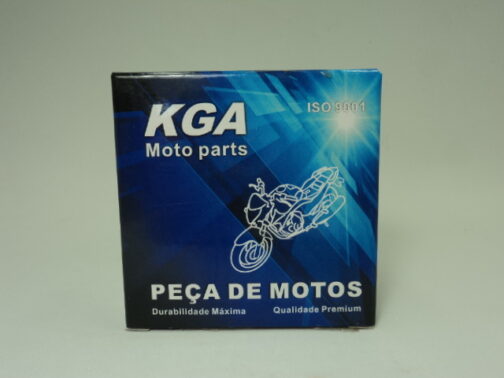 KGA
ISO 9001
Moto parts
PEÇA DE MOTOS
Durabilidade Máxima
Qualidade Premium